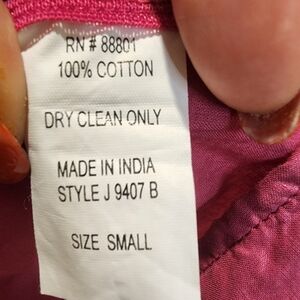 RN # 88801
100% COTTON
DRY CLEAN ONLY
MADE IN INDIA
STYLE J 9407 B
SIZE SMALL